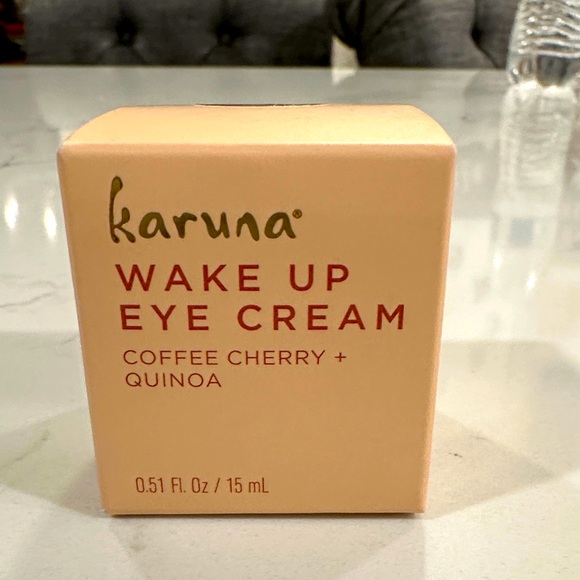 karuna®
WAKE UP
EYE CREAM
COFFEE CHERRY +
QUINOA
0.51 Fl. Oz / 15 mL